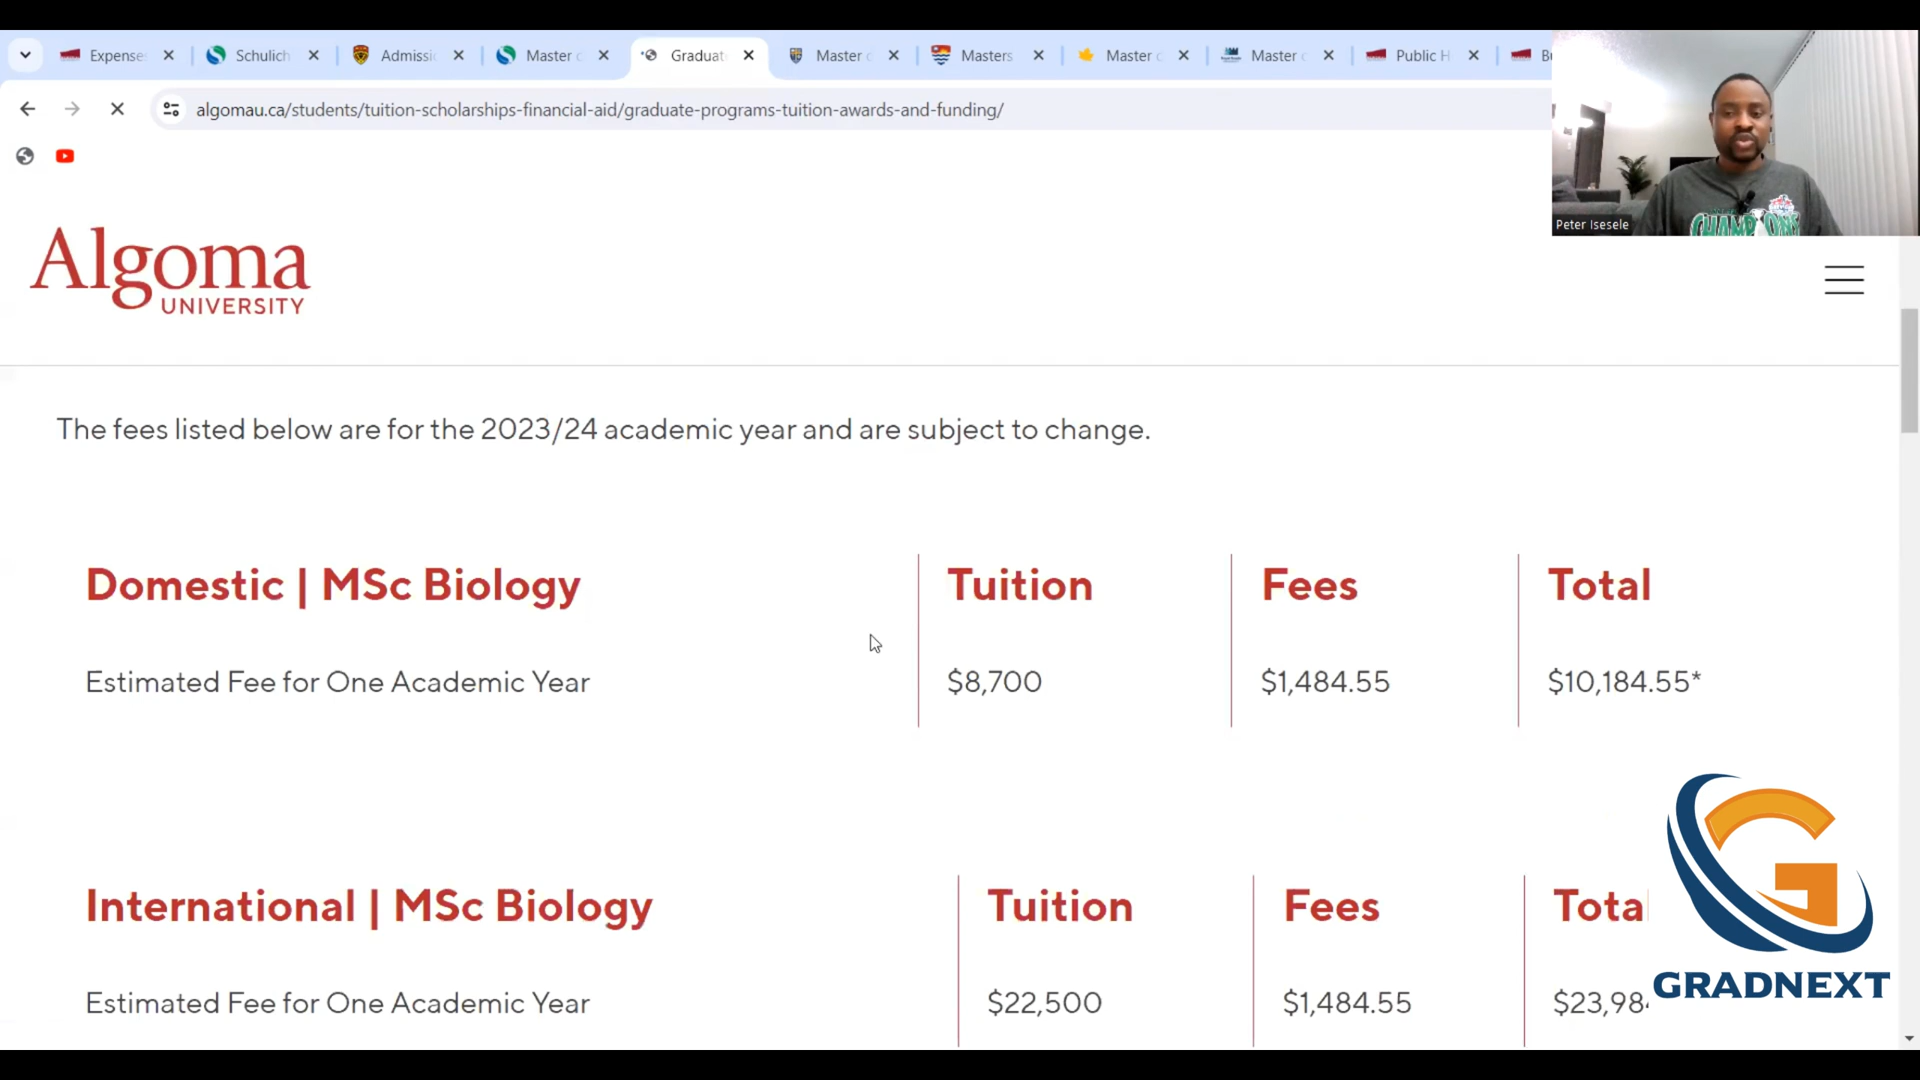 Expense
Schulich
Admissi
Master
Graduat
Master
Masters
Master
Master
Public H
B
algomau.ca/students/tuition-scholarships-financial-aid/graduate-programs-tuition-awards-and-funding/
Peter Isesele
CHAMPIONS
Algoma
UNIVERSITY
The fees listed below are for the 2023/24 academic year and are subject to change.
Domestic | MSc Biology Tuition Fees Total
Estimated Fee for One Academic Year $8,700 $1,484.55 $10,184.55*
International | MSc Biology Tuition Fees Tota
Estimated Fee for One Academic Year $22,500 $1,484.55 $23,98
G
GRADNEXT